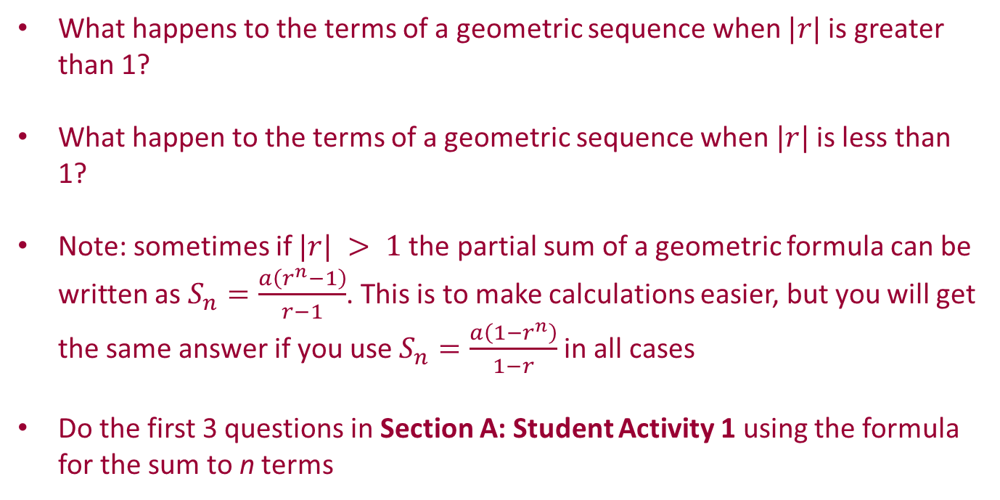 • What happens to the terms of a geometric sequence when |r| is greater
than 1?
• What happen to the terms of a geometric sequence when |r| is less than
1?
• Note: sometimes if |r| > 1 the partial sum of a geometric formula can be
written as Sₙ = a(rⁿ−1)/(r−1). This is to make calculations easier, but you will get
the same answer if you use Sₙ = a(1−rⁿ)/(1−r) in all cases
• Do the first 3 questions in Section A: Student Activity 1 using the formula
for the sum to n terms